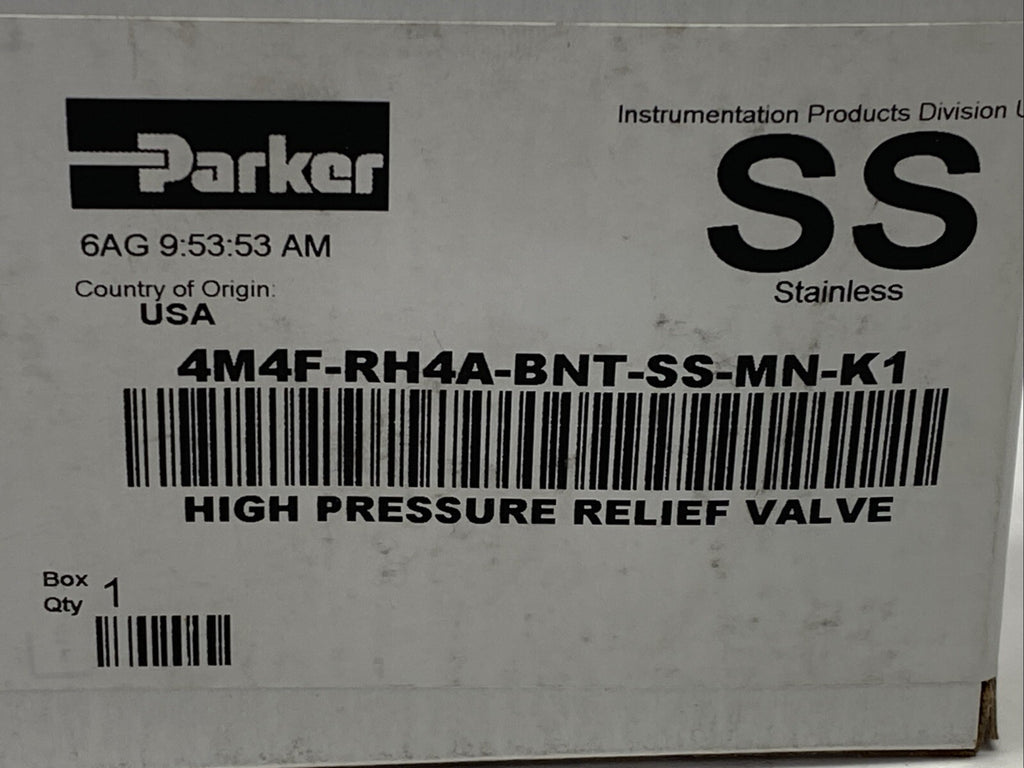 Parker
Instrumentation Products Division
SS
Stainless
6AG 9:53:53 AM
Country of Origin:
USA
4M4F-RH4A-BNT-SS-MN-K1
HIGH PRESSURE RELIEF VALVE
Box
Qty
1